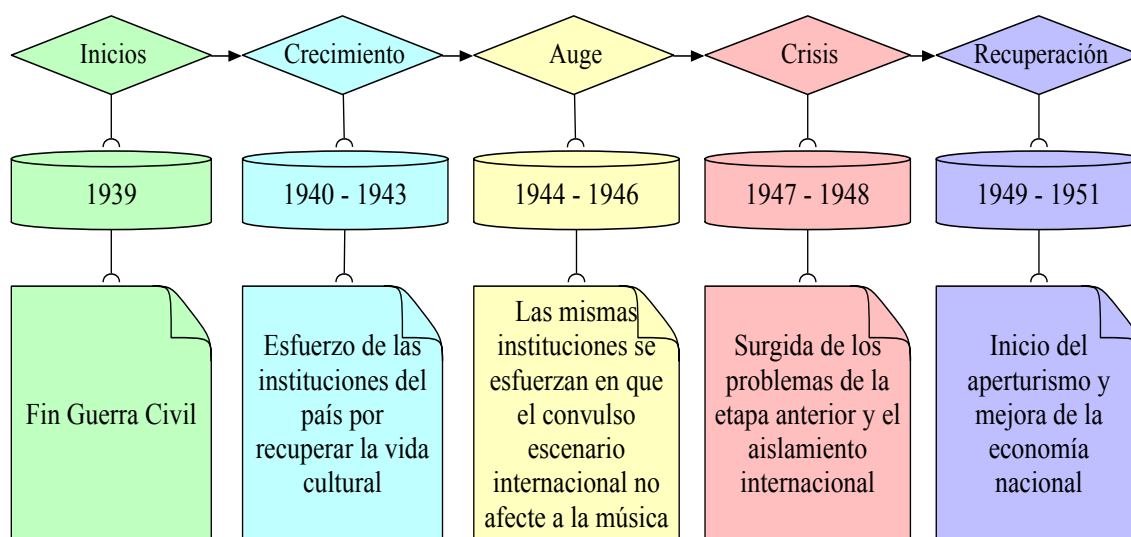 Inicios
Crecimiento
Auge
Crisis
Recuperación
1939
1940 - 1943
1944 - 1946
1947 - 1948
1949 - 1951
Fin Guerra Civil
Esfuerzo de las
instituciones del
país por
recuperar la vida
cultural
Las mismas
instituciones se
esfuerzan en que
el convulso
escenario
internacional no
afecte a la música
Surgida de los
problemas de la
etapa anterior y el
aislamiento
internacional
Inicio del
aperturismo y
mejora de la
economía
nacional